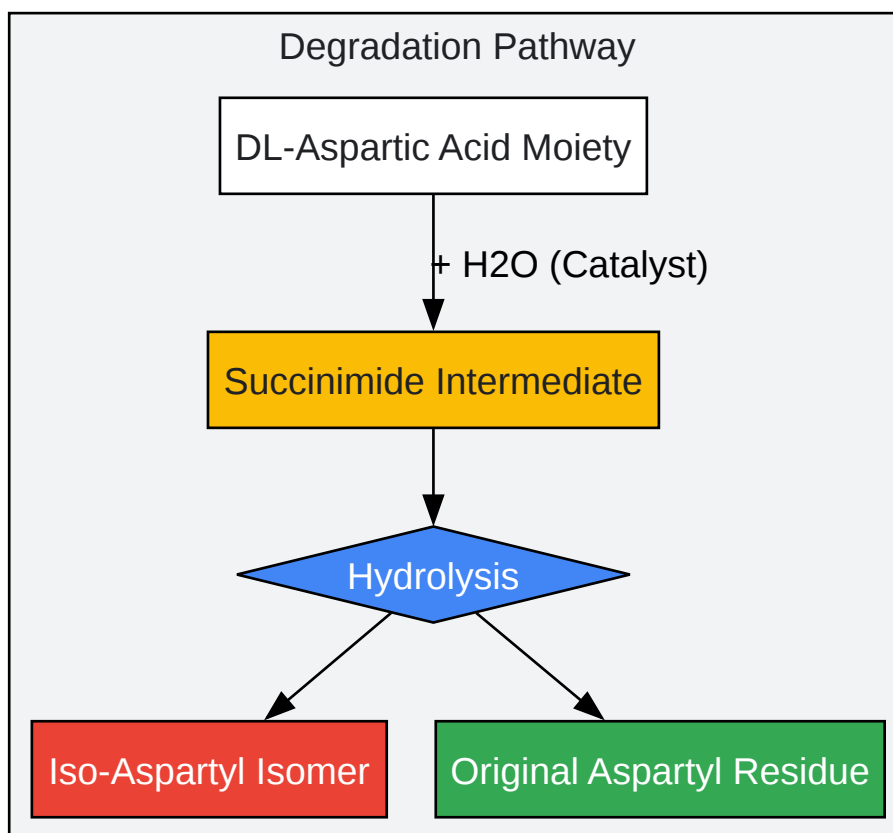 Degradation Pathway
DL-Aspartic Acid Moiety
+ H2O (Catalyst)
Succinimide Intermediate
Hydrolysis
Iso-Aspartyl Isomer
Original Aspartyl Residue